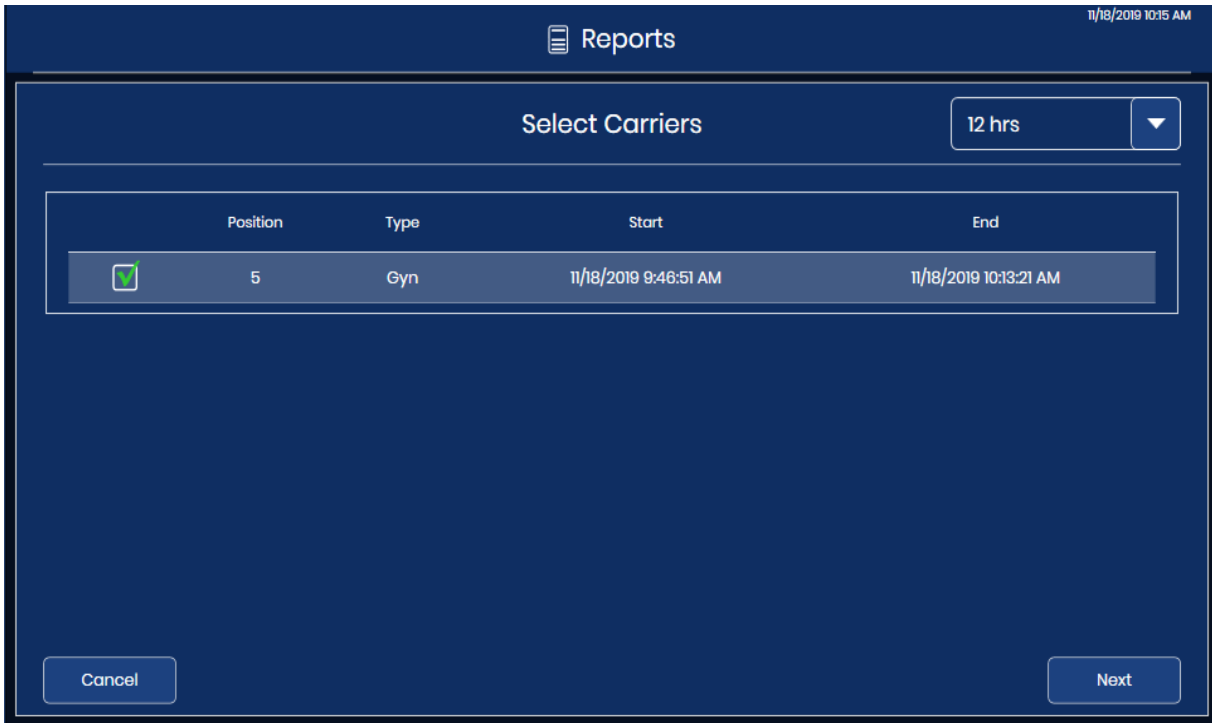 11/18/2019 10:15 AM
Reports
Select Carriers
12 hrs
Position Type Start End
5 Gyn 11/18/2019 9:46:51 AM 11/18/2019 10:13:21 AM
Cancel Next